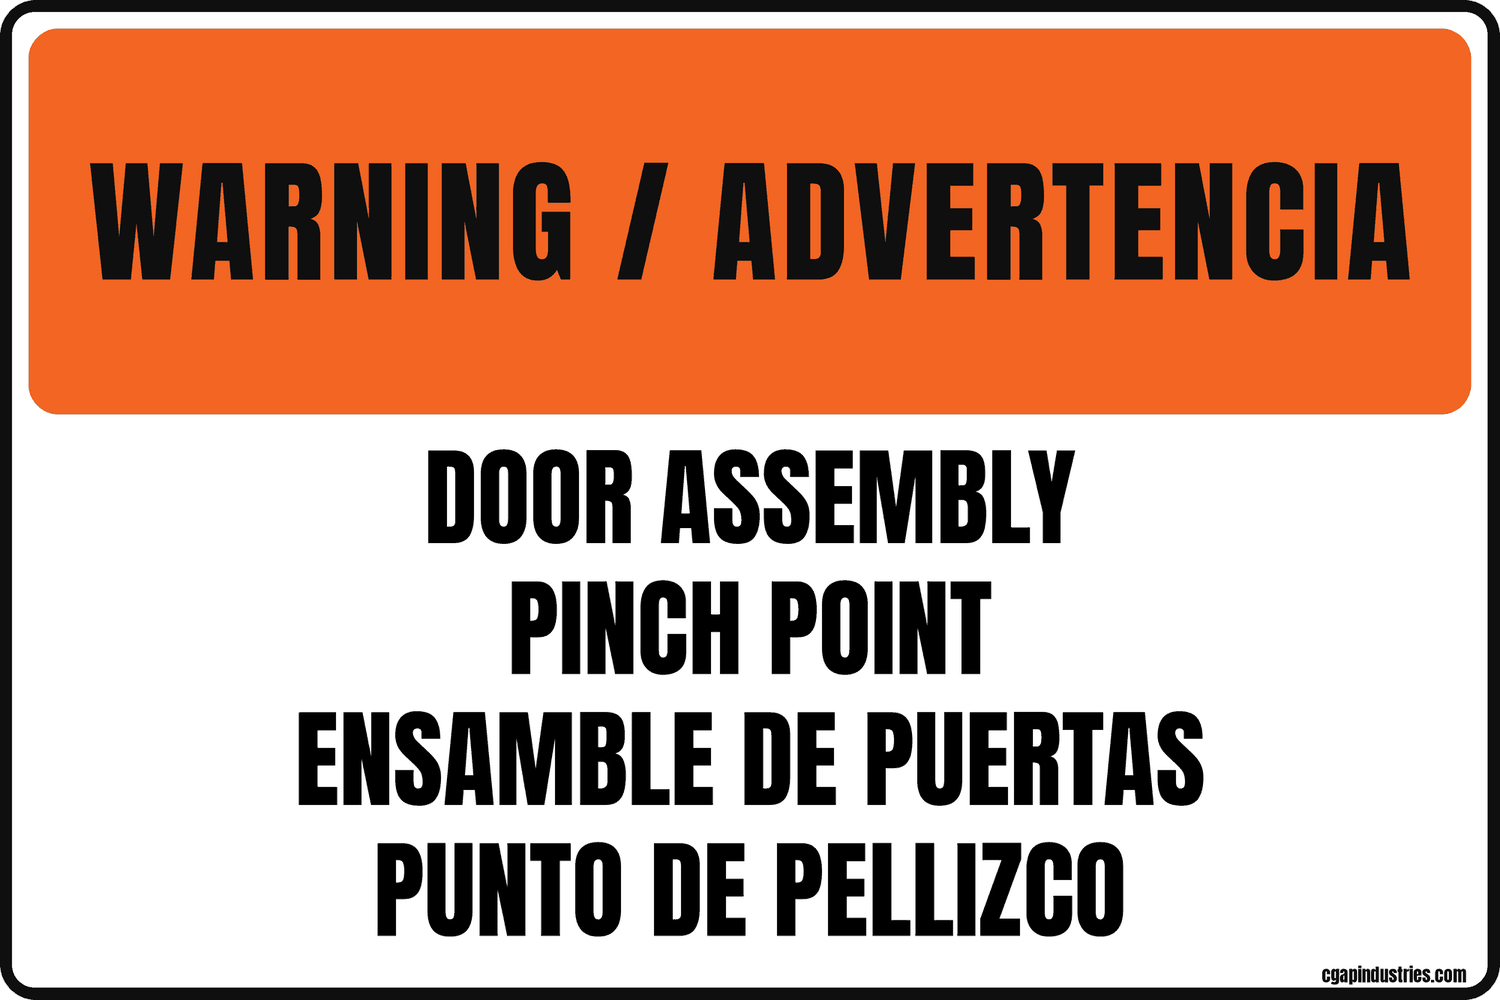 WARNING / ADVERTENCIA
DOOR ASSEMBLY
PINCH POINT
ENSAMBLE DE PUERTAS
PUNTO DE PELLIZCO
cgapindustries.com